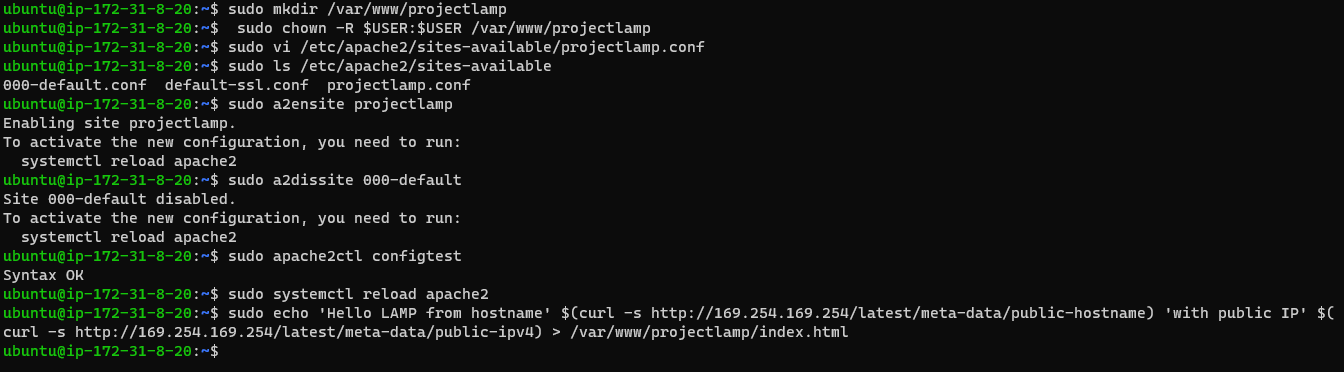 ubuntu@ip-172-31-8-20:~$ sudo mkdir /var/www/projectlamp
ubuntu@ip-172-31-8-20:~$  sudo chown -R $USER:$USER /var/www/projectlamp
ubuntu@ip-172-31-8-20:~$ sudo vi /etc/apache2/sites-available/projectlamp.conf
ubuntu@ip-172-31-8-20:~$ sudo ls /etc/apache2/sites-available
000-default.conf  default-ssl.conf  projectlamp.conf
ubuntu@ip-172-31-8-20:~$ sudo a2ensite projectlamp
Enabling site projectlamp.
To activate the new configuration, you need to run:
  systemctl reload apache2
ubuntu@ip-172-31-8-20:~$ sudo a2dissite 000-default
Site 000-default disabled.
To activate the new configuration, you need to run:
  systemctl reload apache2
ubuntu@ip-172-31-8-20:~$ sudo apache2ctl configtest
Syntax OK
ubuntu@ip-172-31-8-20:~$ sudo systemctl reload apache2
ubuntu@ip-172-31-8-20:~$ sudo echo 'Hello LAMP from hostname' $(curl -s http://169.254.169.254/latest/meta-data/public-hostname) 'with public IP' $(
curl -s http://169.254.169.254/latest/meta-data/public-ipv4) > /var/www/projectlamp/index.html
ubuntu@ip-172-31-8-20:~$